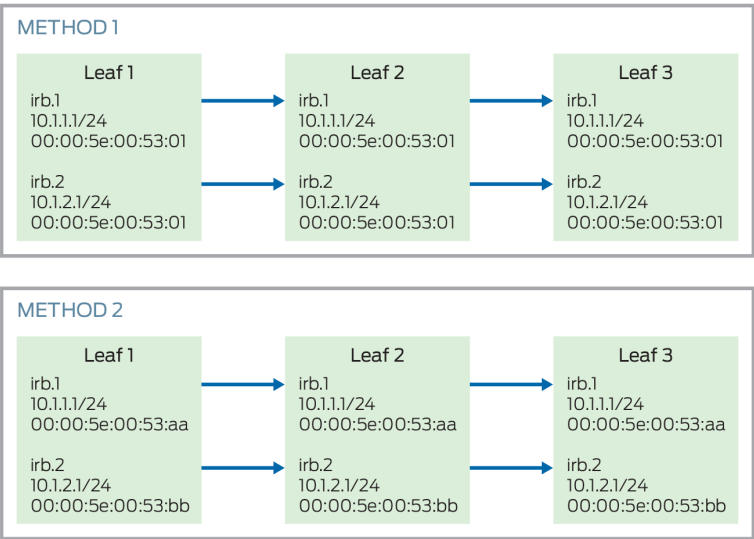 METHOD 1
Leaf 1
irb.1
10.1.1.1/24
00:00:5e:00:53:01
irb.2
10.1.2.1/24
00:00:5e:00:53:01
Leaf 2
irb.1
10.1.1.1/24
00:00:5e:00:53:01
irb.2
10.1.2.1/24
00:00:5e:00:53:01
Leaf 3
irb.1
10.1.1.1/24
00:00:5e:00:53:01
irb.2
10.1.2.1/24
00:00:5e:00:53:01
METHOD 2
Leaf 1
irb.1
10.1.1.1/24
00:00:5e:00:53:aa
irb.2
10.1.2.1/24
00:00:5e:00:53:bb
Leaf 2
irb.1
10.1.1.1/24
00:00:5e:00:53:aa
irb.2
10.1.2.1/24
00:00:5e:00:53:bb
Leaf 3
irb.1
10.1.1.1/24
00:00:5e:00:53:aa
irb.2
10.1.2.1/24
00:00:5e:00:53:bb